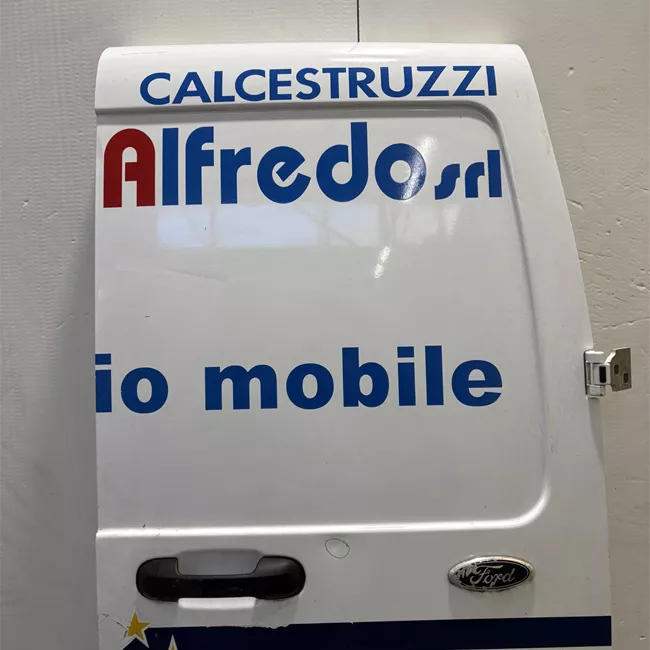 CALCESTRUZZI
Alfredo srl
io mobile
Ford